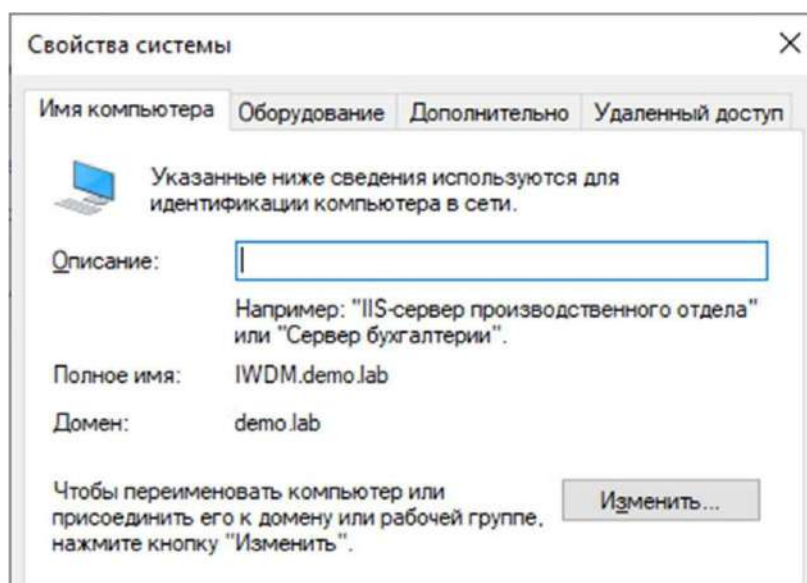 Свойства системы
Имя компьютера Оборудование Дополнительно Удаленный доступ
Указанные ниже сведения используются для
идентификации компьютера в сети.
Описание:
Например: "IIS-сервер производственного отдела"
или "Сервер бухгалтерии".
Полное имя: IWDM.demo.lab
Домен: demo.lab
Чтобы переименовать компьютер или
присоединить его к домену или рабочей группе,
нажмите кнопку "Изменить".
Изменить...